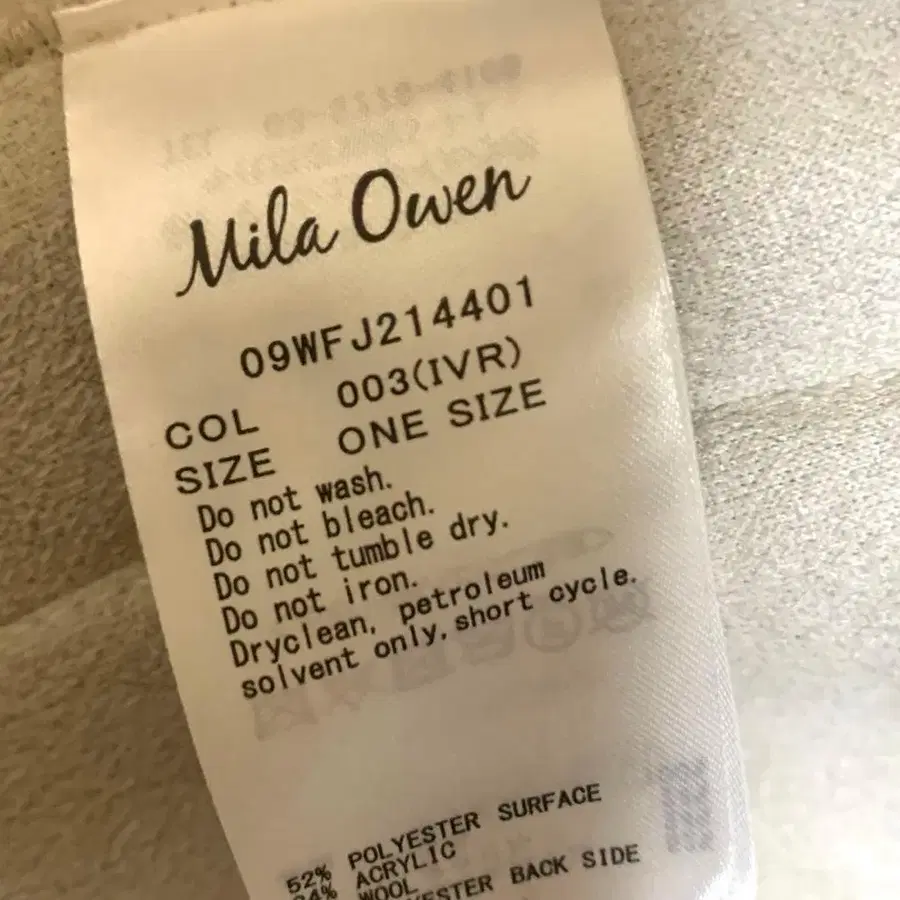 Mila Owen
09WFJ214401
COL 003(IVR)
SIZE ONE SIZE
Do not wash.
Do not bleach.
Do not tumble dry.
Do not iron.
Dryclean, petroleum
solvent only,short cycle.
52% POLYESTER SURFACE
ACRYLIC
WOOL
BACK SIDE